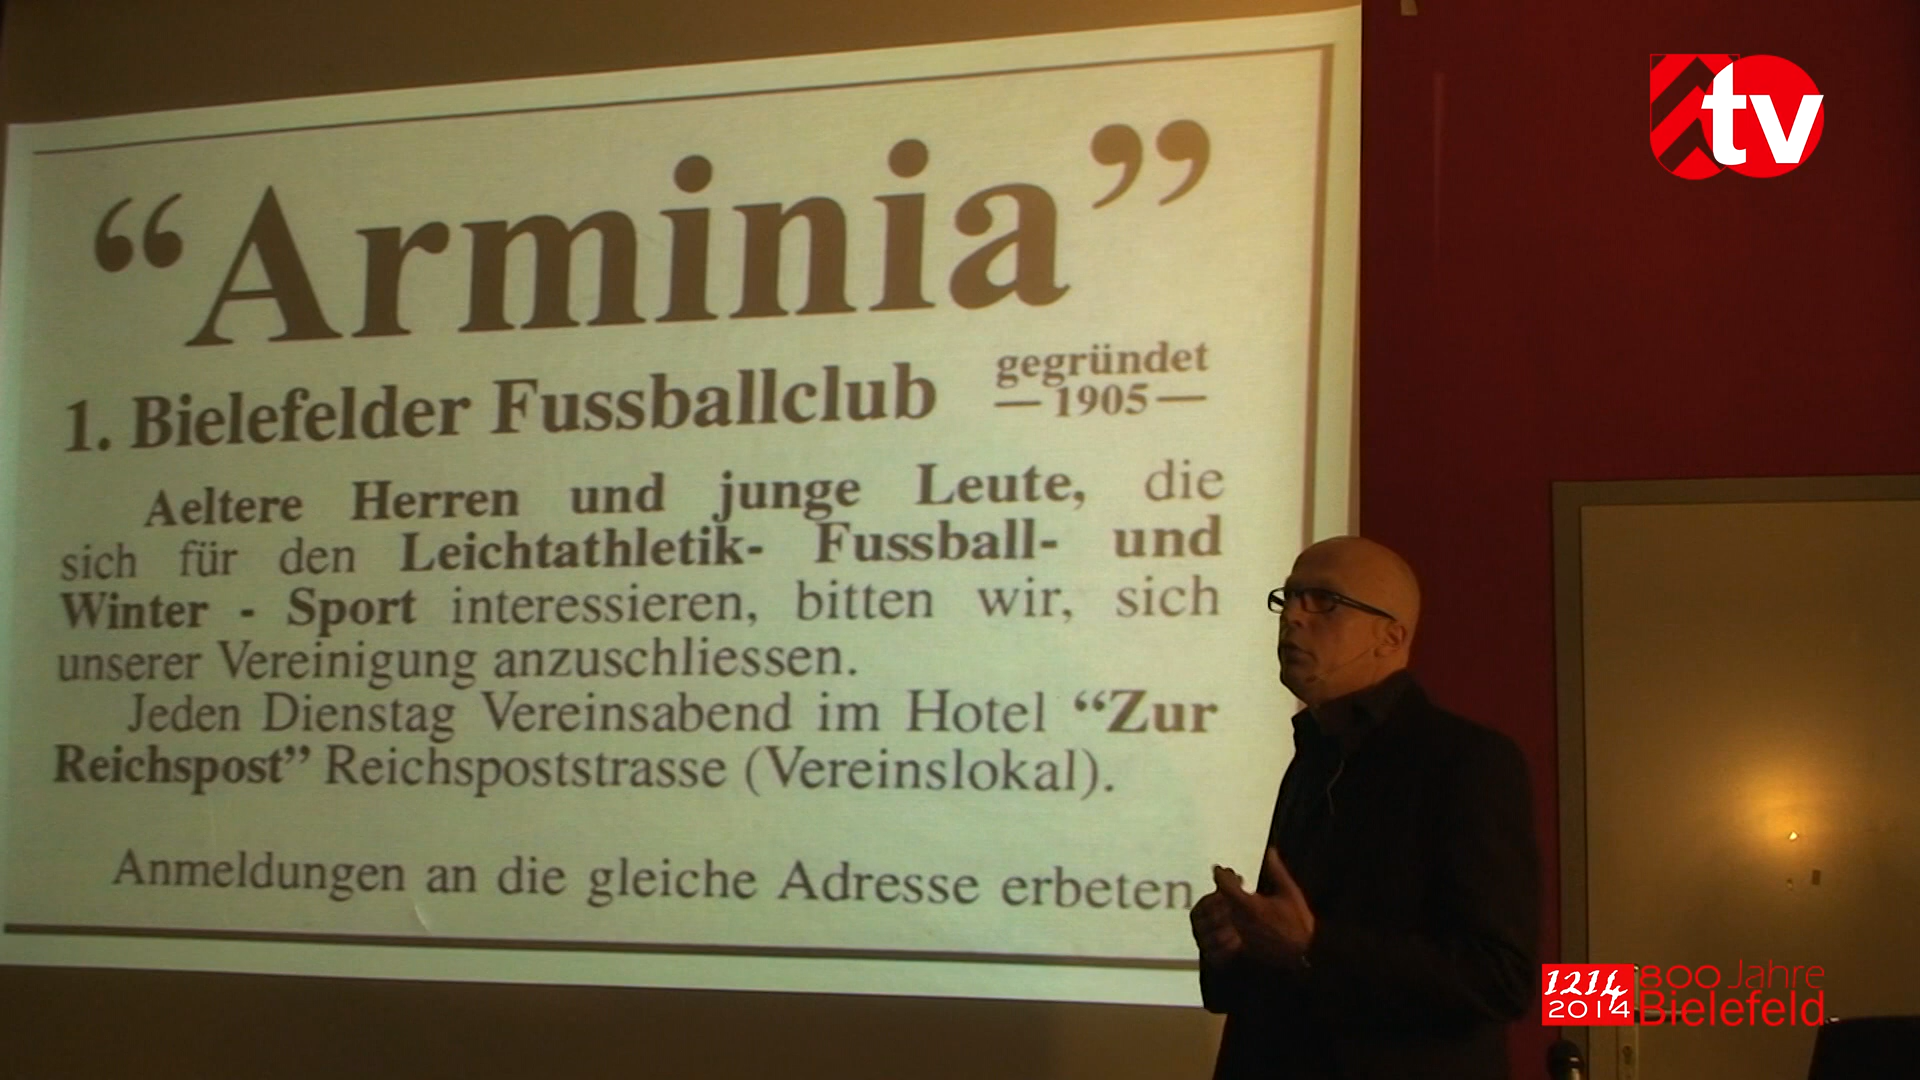 “Arminia”
1. Bielefelder Fussballclub
gegründet
— 1905 —
Aeltere Herren und junge Leute, die
sich für den Leichtathletik- Fussball- und
Winter - Sport interessieren, bitten wir, sich
unserer Vereinigung anzuschliessen.
Jeden Dienstag Vereinsabend im Hotel “Zur
Reichspost” Reichspoststrasse (Vereinslokal).
Anmeldungen an die gleiche Adresse erbeten
tv
1214
2014
800 Jahre
Bielefeld